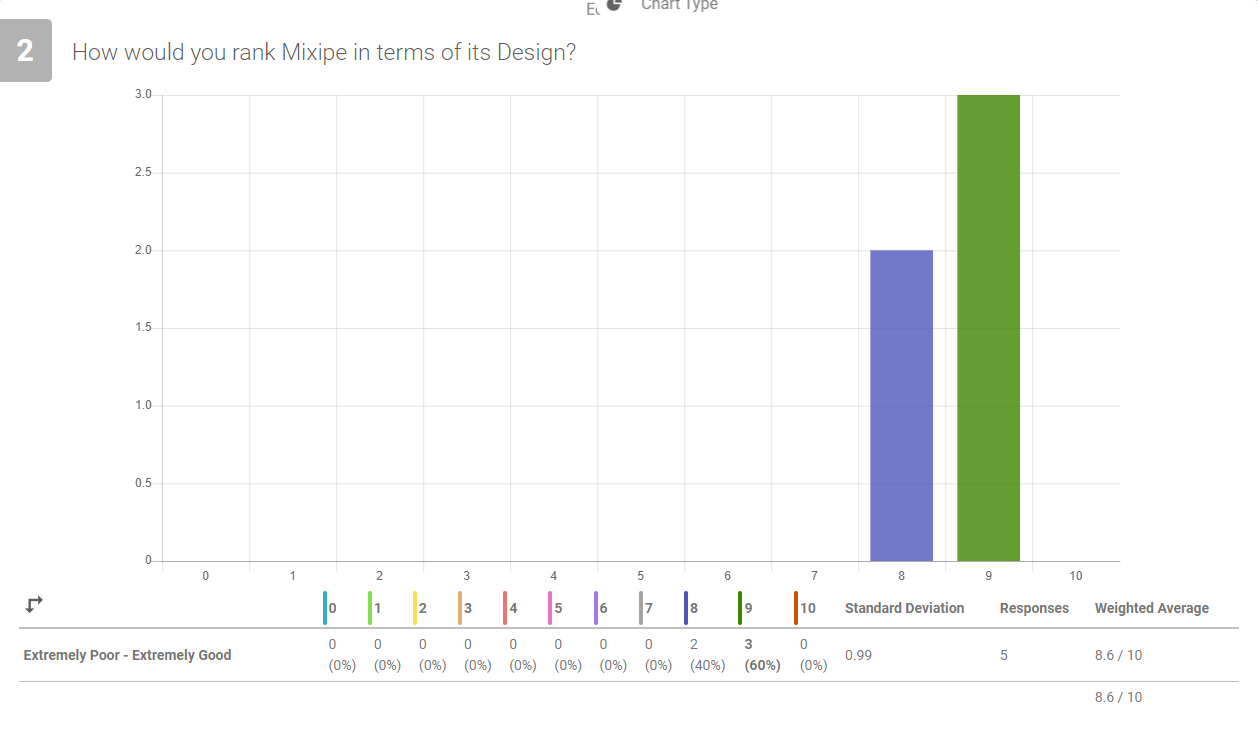 Chart Type
2
How would you rank Mixipe in terms of its Design?
3.0
2.5
2.0
1.5
1.0
0.5
0
0 1 2 3 4 5 6 7 8 9 10
0 1 2 3 4 5 6 7 8 9 10 Standard Deviation Responses Weighted Average
Extremely Poor - Extremely Good 0 (0%) 0 (0%) 0 (0%) 0 (0%) 0 (0%) 0 (0%) 0 (0%) 0 (0%) 2 (40%) 3 (60%) 0 (0%) 0.99 5 8.6 / 10
8.6 / 10